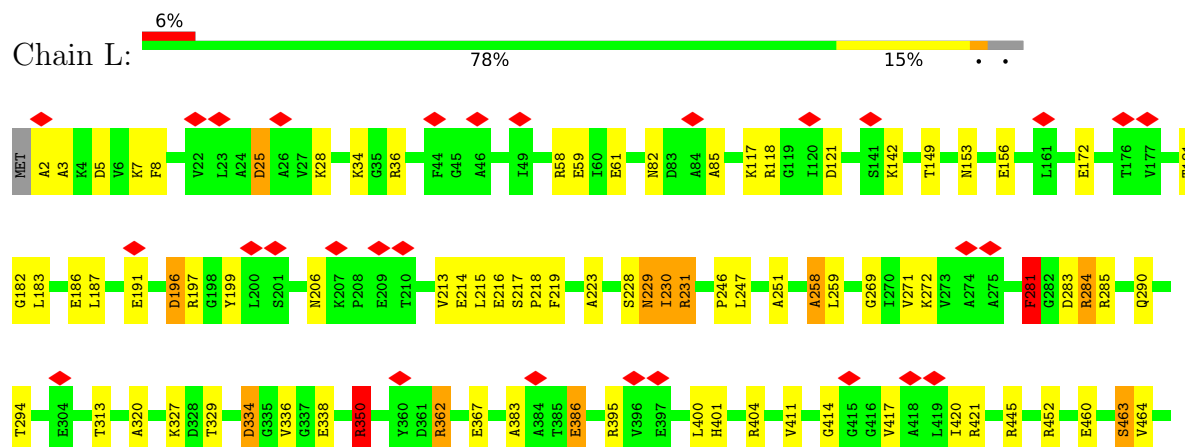 6%
Chain L:
78% 15% • •
MET A2 A3 K4 D5 V6 K7 F8 V22 L23 A24 D25 A26 V27 K28 K34 G35 R36 F44 G45 A46 I49 R58 E59 I60 E61 N82 D83 A84 A85 K117 R118 G119 I120 D121 S141 K142 T149 N153 E156 L161 E172 T176 V177 T181
G182 L183 E186 L187 E191 D196 R197 G198 Y199 L200 S201 N206 K207 P208 E209 T210 V213 E214 L215 E216 S217 P218 F219 A223 S228 N229 I230 R231 P246 L247 A251 A258 L259 G269 I270 V271 K272 V273 A274 A275 F281 G282 D283 R284 R285 Q290
T294 E304 T313 A320 K327 D328 T329 D334 G335 V336 G337 E338 R350 Y360 D361 R362 E367 A383 A384 T385 E386 R395 V396 E397 L400 H401 R404 V411 G414 G415 G416 V417 A418 L419 I420 R421 R445 R452 E460 S463 V464